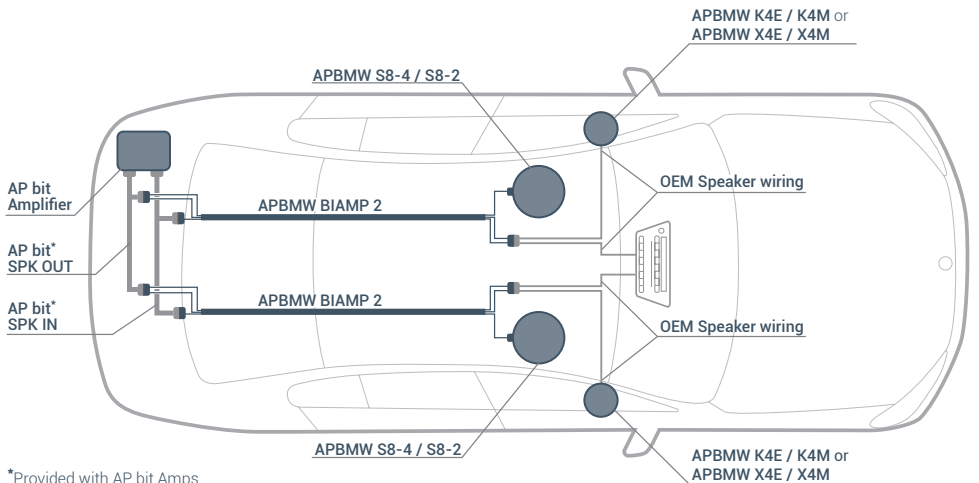 APBMW K4E / K4M or
APBMW X4E / X4M
APBMW S8-4 / S8-2
OEM Speaker wiring
AP bit
Amplifier
APBMW BIAMP 2
AP bit*
SPK OUT
APBMW BIAMP 2
AP bit*
SPK IN
OEM Speaker wiring
APBMW S8-4 / S8-2
APBMW K4E / K4M or
APBMW X4E / X4M
*Provided with AP bit Amps